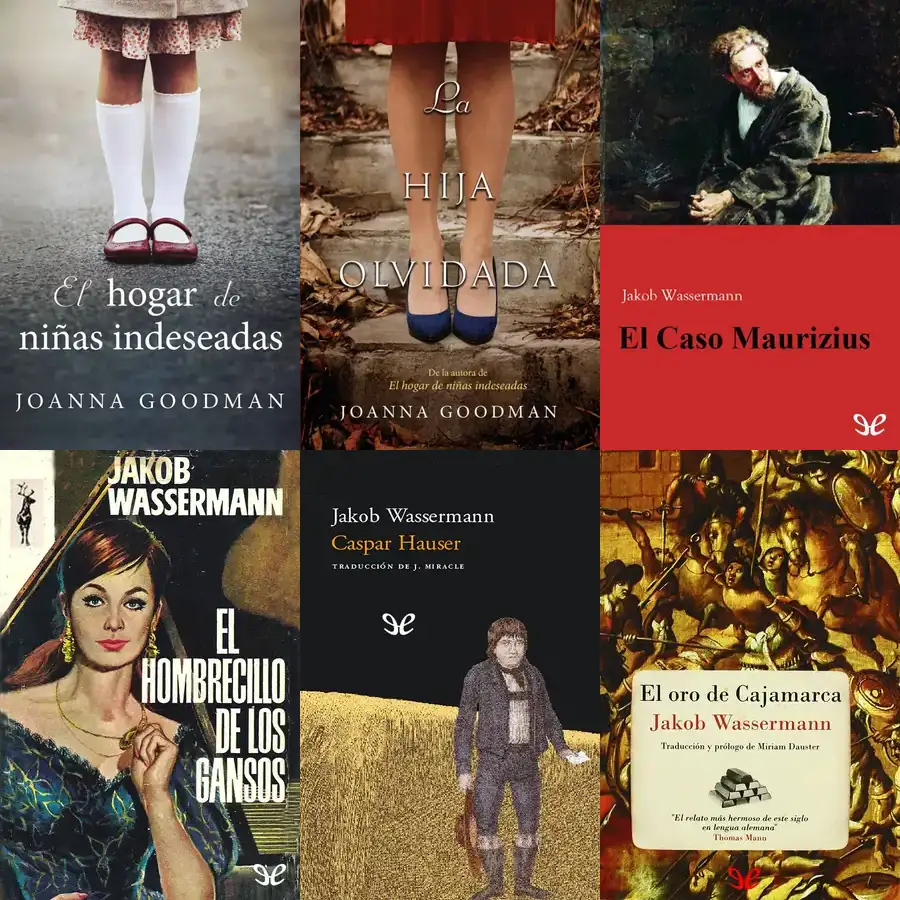 El hogar de
niñas indeseadas
JOANNA GOODMAN
La
HIJA
OLVIDADA
De la autora de
El hogar de niñas indeseadas
JOANNA GOODMAN
Jakob Wassermann
El Caso Maurizius
JAKOB
WASSERMANN
EL
HOMBRECILLO
DE LOS
GANSOS
Jakob Wassermann
Caspar Hauser
TRADUCCIÓN DE J. MIRACLE
El oro de Cajamarca
Jakob Wassermann
Traducción y prólogo de Miriam Dauster
"El relato más hermoso de este siglo
en lengua alemana"
Thomas Mann